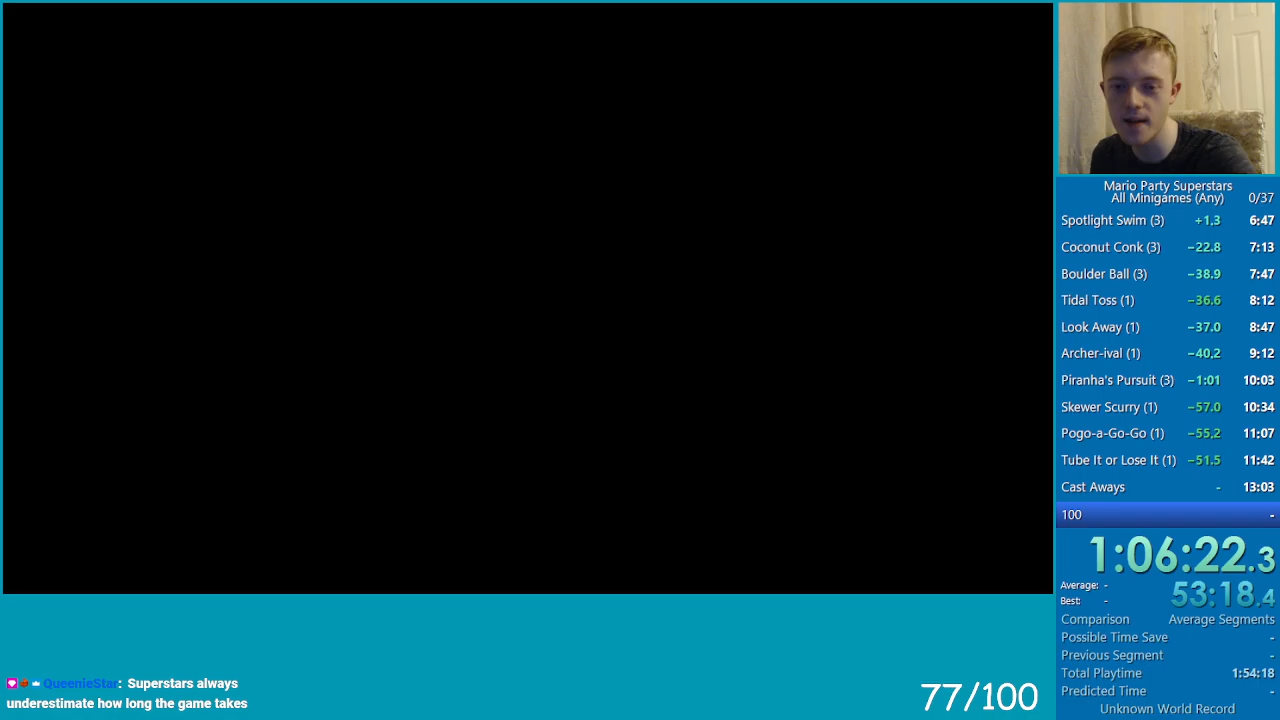 Mario Party Superstars
All Minigames (Any) 0/37
Spotlight Swim (3) +1.3 6:47
Coconut Conk (3) −22.8 7:13
Boulder Ball (3) −38.9 7:47
Tidal Toss (1) −36.6 8:12
Look Away (1) −37.0 8:47
Archer-ival (1) −40.2 9:12
Piranha's Pursuit (3) −1:01 10:03
Skewer Scurry (1) −57.0 10:34
Pogo-a-Go-Go (1) −55.2 11:07
Tube It or Lose It (1) −51.5 11:42
Cast Aways - 13:03
100 -
1:06:22.3
Average: - 53:18.4
Best: -
Comparison Average Segments
Possible Time Save -
Previous Segment -
Total Playtime 1:54:18
Predicted Time -
Unknown World Record
QueenieStar: Superstars always
underestimate how long the game takes
77/100